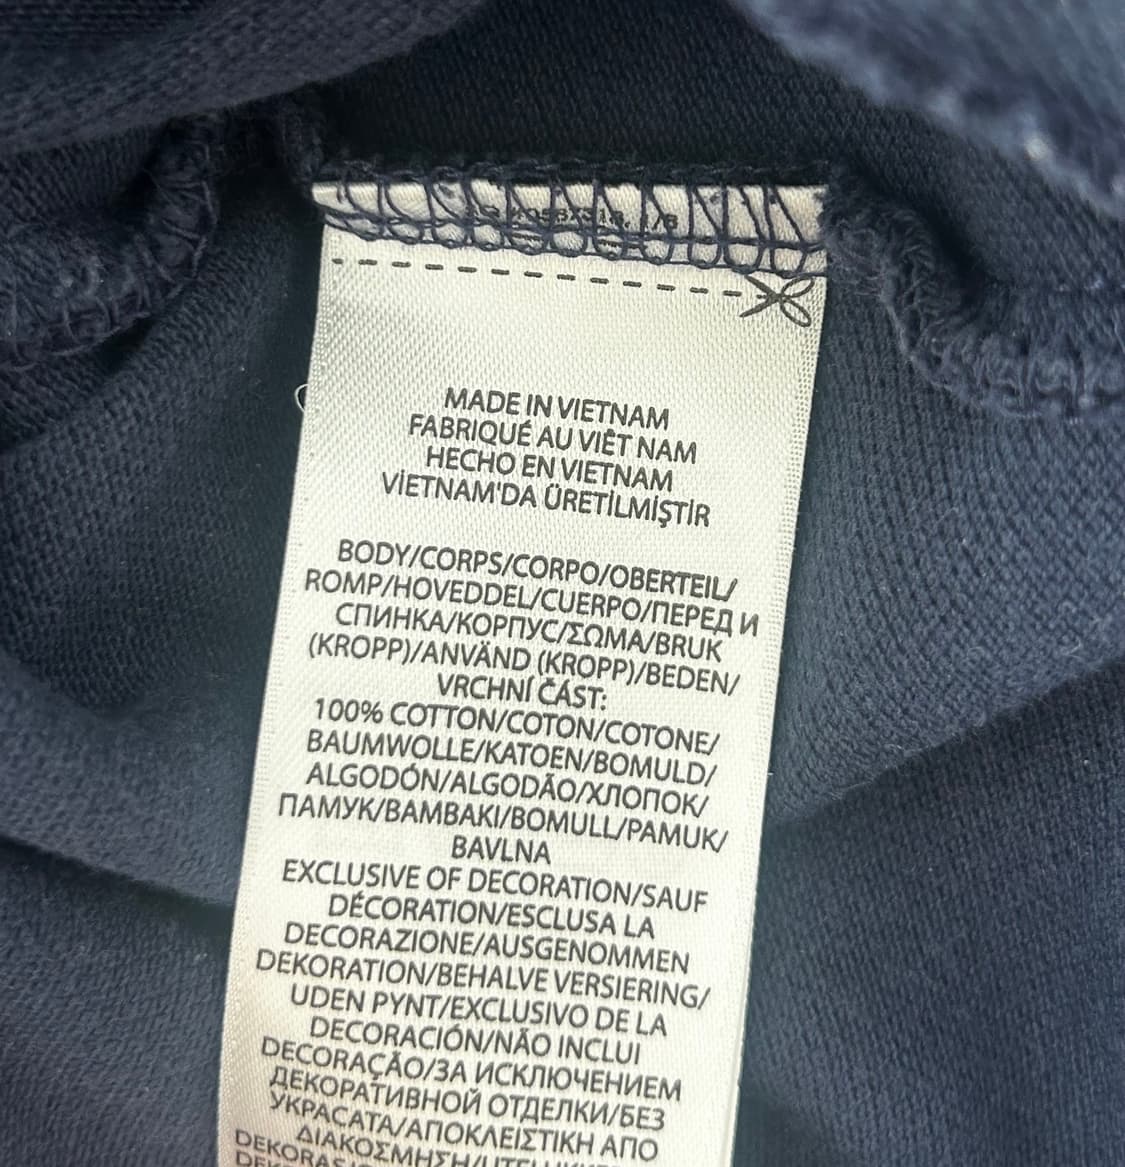 MADE IN VIETNAM
FABRIQUÉ AU VIÊT NAM
HECHO EN VIETNAM
VİETNAM'DA ÜRETİLMİŞTİR
BODY/CORPS/CORPO/OBERTEIL/
ROMP/HOVEDDEL/CUERPO/ПЕРЕД И
СПИНКА/КОРПУС/ΣΩΜΑ/BRUK
(KROPP)/ANVÄND (KROPP)/BEDEN/
VRCHNÍ ČÁST:
100% COTTON/COTON/COTONE/
BAUMWOLLE/KATOEN/BOMULD/
ALGODÓN/ALGODÃO/ХЛОПОК/
ПАМУК/ΒΑΜΒΑΚΙ/BOMULL/PAMUK/
BAVLNA
EXCLUSIVE OF DECORATION/SAUF
DÉCORATION/ESCLUSA LA
DECORAZIONE/AUSGENOMMEN
DEKORATION/BEHALVE VERSIERING/
UDEN PYNT/EXCLUSIVO DE LA
DECORACIÓN/NÃO INCLUI
DECORAÇÃO/ЗА ИСКЛЮЧЕНИЕМ
ДЕКОРАТИВНОЙ ОТДЕЛКИ/БЕЗ
УКРАСАТА/ΑΠΟΚΛΕΙΣΤΙΚΗ ΑΠΟ